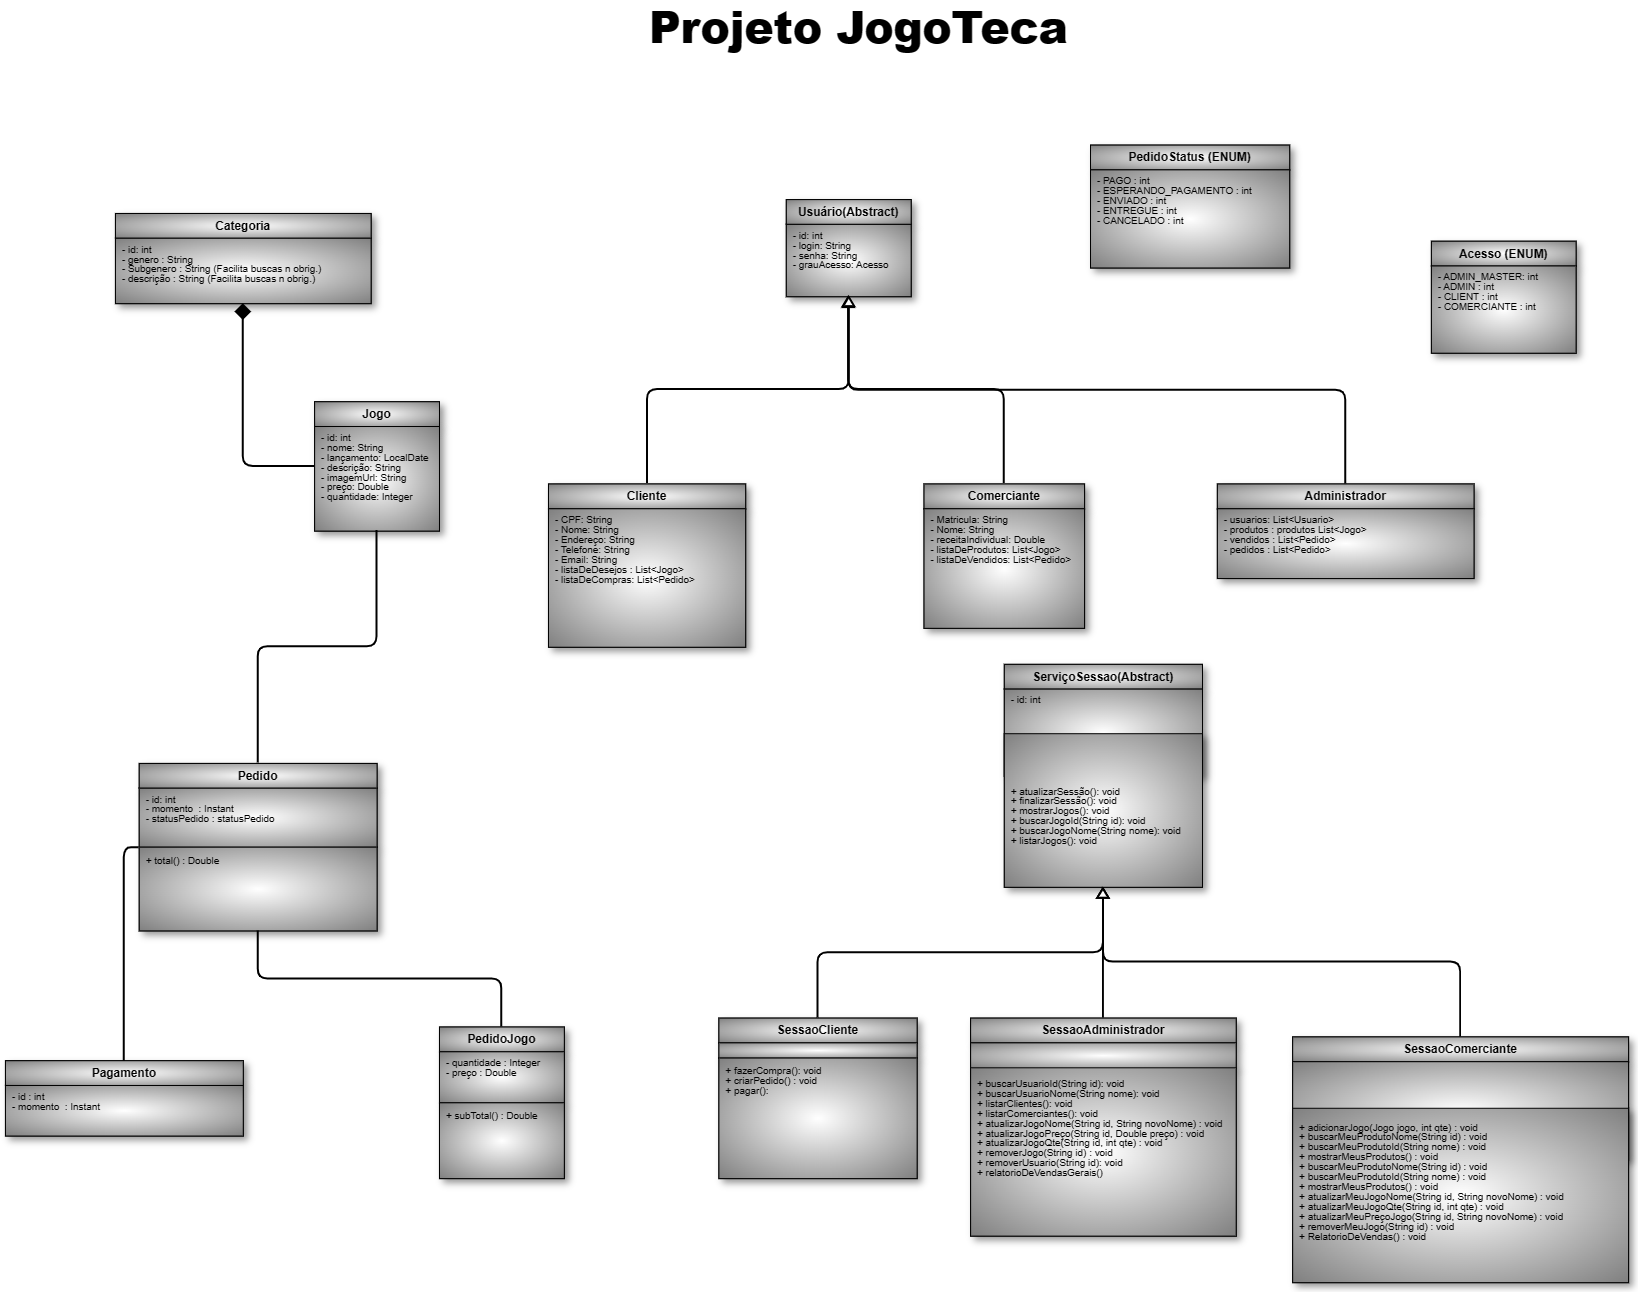 Projeto JogoTeca
PedidoStatus (ENUM)
- PAGO : int
- ESPERANDO_PAGAMENTO : int
- ENVIADO : int
- ENTREGUE : int
- CANCELADO : int
Usuário(Abstract)
- id: int
- login: String
- senha: String
- grauAcesso: Acesso
Categoria
- id: int
- genero : String
- Subgenero : String (Facilita buscas n obrig.)
- descrição : String (Facilita buscas n obrig.)
Acesso (ENUM)
- ADMIN_MASTER: int
- ADMIN : int
- CLIENT : int
- COMERCIANTE : int
Jogo
- id: int
- nome: String
- lançamento: LocalDate
- descrição: String
- imagemUrl: String
- preço: Double
- quantidade: Integer
Cliente
- CPF: String
- Nome: String
- Endereço: String
- Telefone: String
- Email: String
- listaDeDesejos : List<Jogo>
- listaDeCompras: List<Pedido>
Comerciante
- Matricula: String
- Nome: String
- receitaIndividual: Double
- listaDeProdutos: List<Jogo>
- listaDeVendidos: List<Pedido>
Administrador
- usuarios: List<Usuario>
- produtos : produtos List<Jogo>
- vendidos : List<Pedido>
- pedidos : List<Pedido>
ServiçoSessao(Abstract)
- id: int
+ atualizarSessão(): void
+ finalizarSessão(): void
+ mostrarJogos(): void
+ buscarJogoId(String id): void
+ buscarJogoNome(String nome): void
+ listarJogos(): void
Pedido
- id: int
- momento  : Instant
- statusPedido : statusPedido
+ total() : Double
PedidoJogo
- quantidade : Integer
- preço : Double
+ subTotal() : Double
Pagamento
- id : int
- momento  : Instant
SessaoCliente
+ fazerCompra(): void
+ criarPedido() : void
+ pagar():
SessaoAdministrador
+ buscarUsuarioId(String id): void
+ buscarUsuarioNome(String nome): void
+ listarClientes(): void
+ listarComerciantes(): void
+ atualizarJogoNome(String id, String novoNome) : void
+ atualizarJogoPreço(String id, Double preço) : void
+ atualizarJogoQte(String id, int qte) : void
+ removerJogo(String id) : void
+ removerUsuario(String id): void
+ relatorioDeVendasGerais()
SessaoComerciante
+ adicionarJogo(Jogo jogo, int qte) : void
+ buscarMeuProdutoNome(String id) : void
+ buscarMeuProdutoId(String nome) : void
+ mostrarMeusProdutos() : void
+ buscarMeuProdutoNome(String id) : void
+ buscarMeuProdutoId(String nome) : void
+ mostrarMeusProdutos() : void
+ atualizarMeuJogoNome(String id, String novoNome) : void
+ atualizarMeuJogoQte(String id, int qte) : void
+ atualizarMeuPreçoJogo(String id, String novoNome) : void
+ removerMeuJogo(String id) : void
+ RelatorioDeVendas() : void